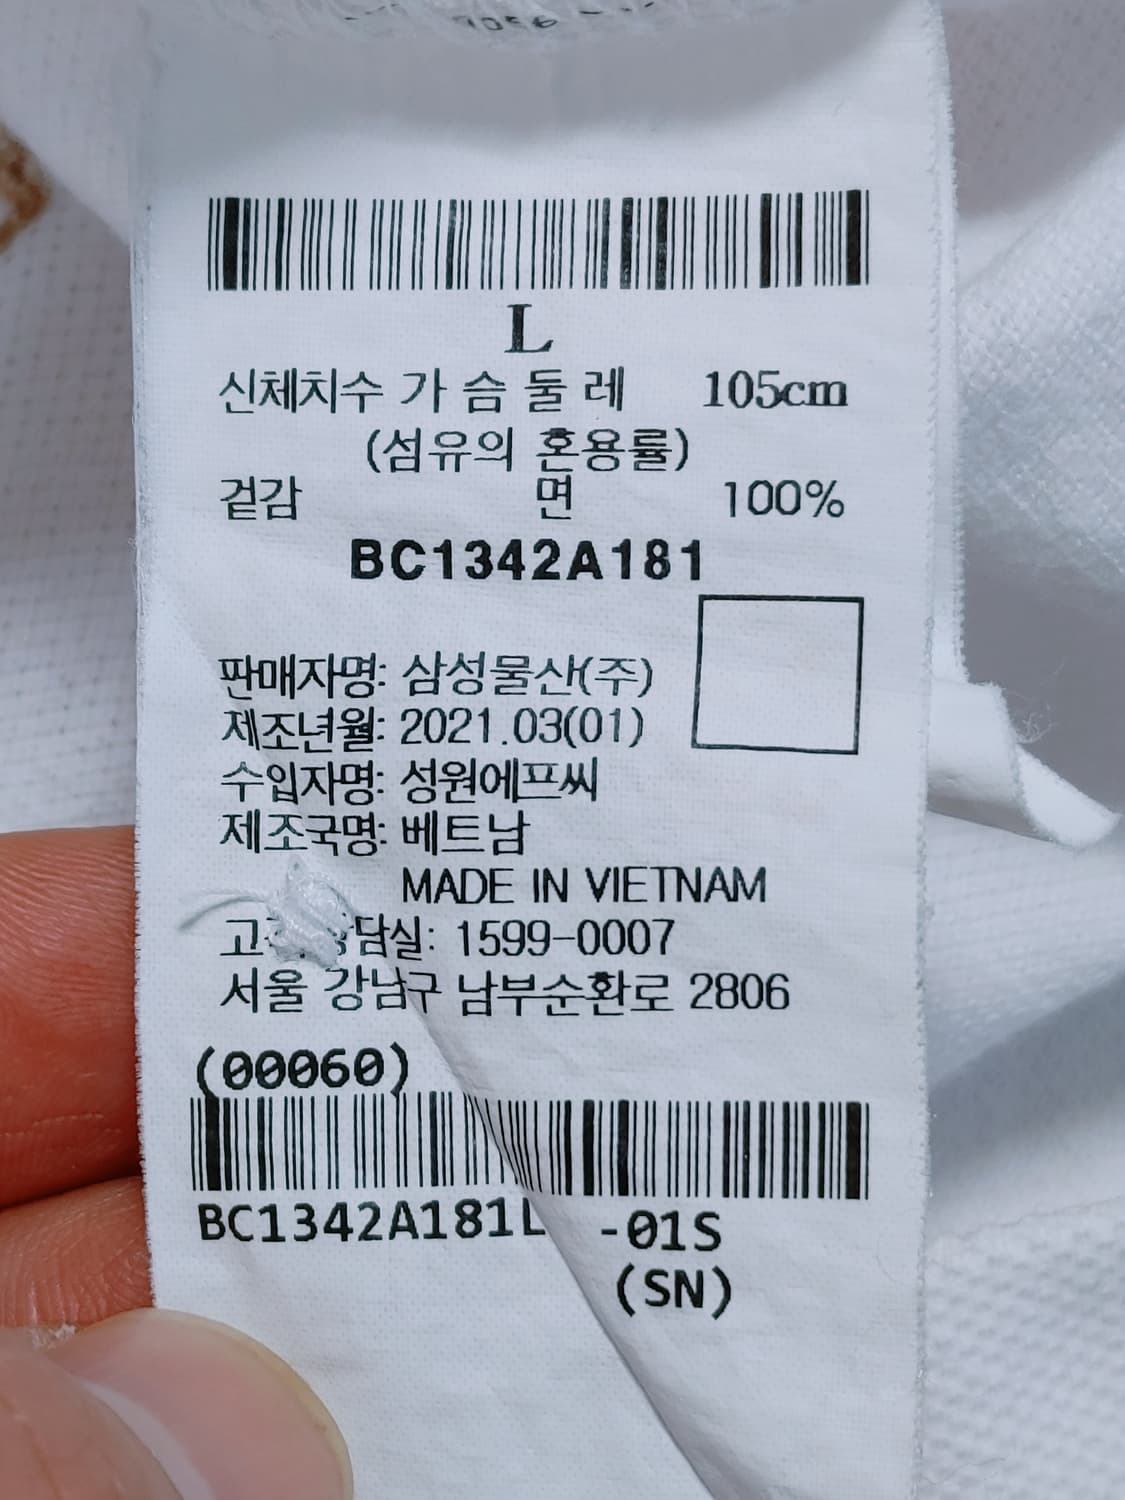 L
신체치수 가슴둘레 105cm
(섬유의 혼용률)
겉감 면 100%
BC1342A181
판매자명: 삼성물산(주)
제조년월: 2021.03(01)
수입자명: 성원에프씨
제조국명: 베트남
MADE IN VIETNAM
1599-0007
서울 강남구 남부순환로 2806
(00060)
BC1342A181L -01S
(SN)